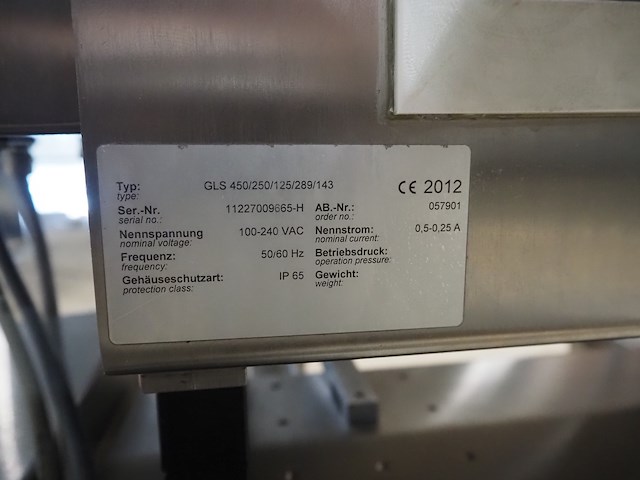 Typ: GLS 450/250/125/289/143 CE 2012
type:
Ser.-Nr. 11227009665-H AB.-Nr.: 057901
serial no.: order no.:
Nennspannung 100-240 VAC Nennstrom: 0,5-0,25 A
nominal voltage: nominal current:
Frequenz: 50/60 Hz Betriebsdruck:
frequency: operation pressure:
Gehäuseschutzart: IP 65 Gewicht:
protection class: weight: